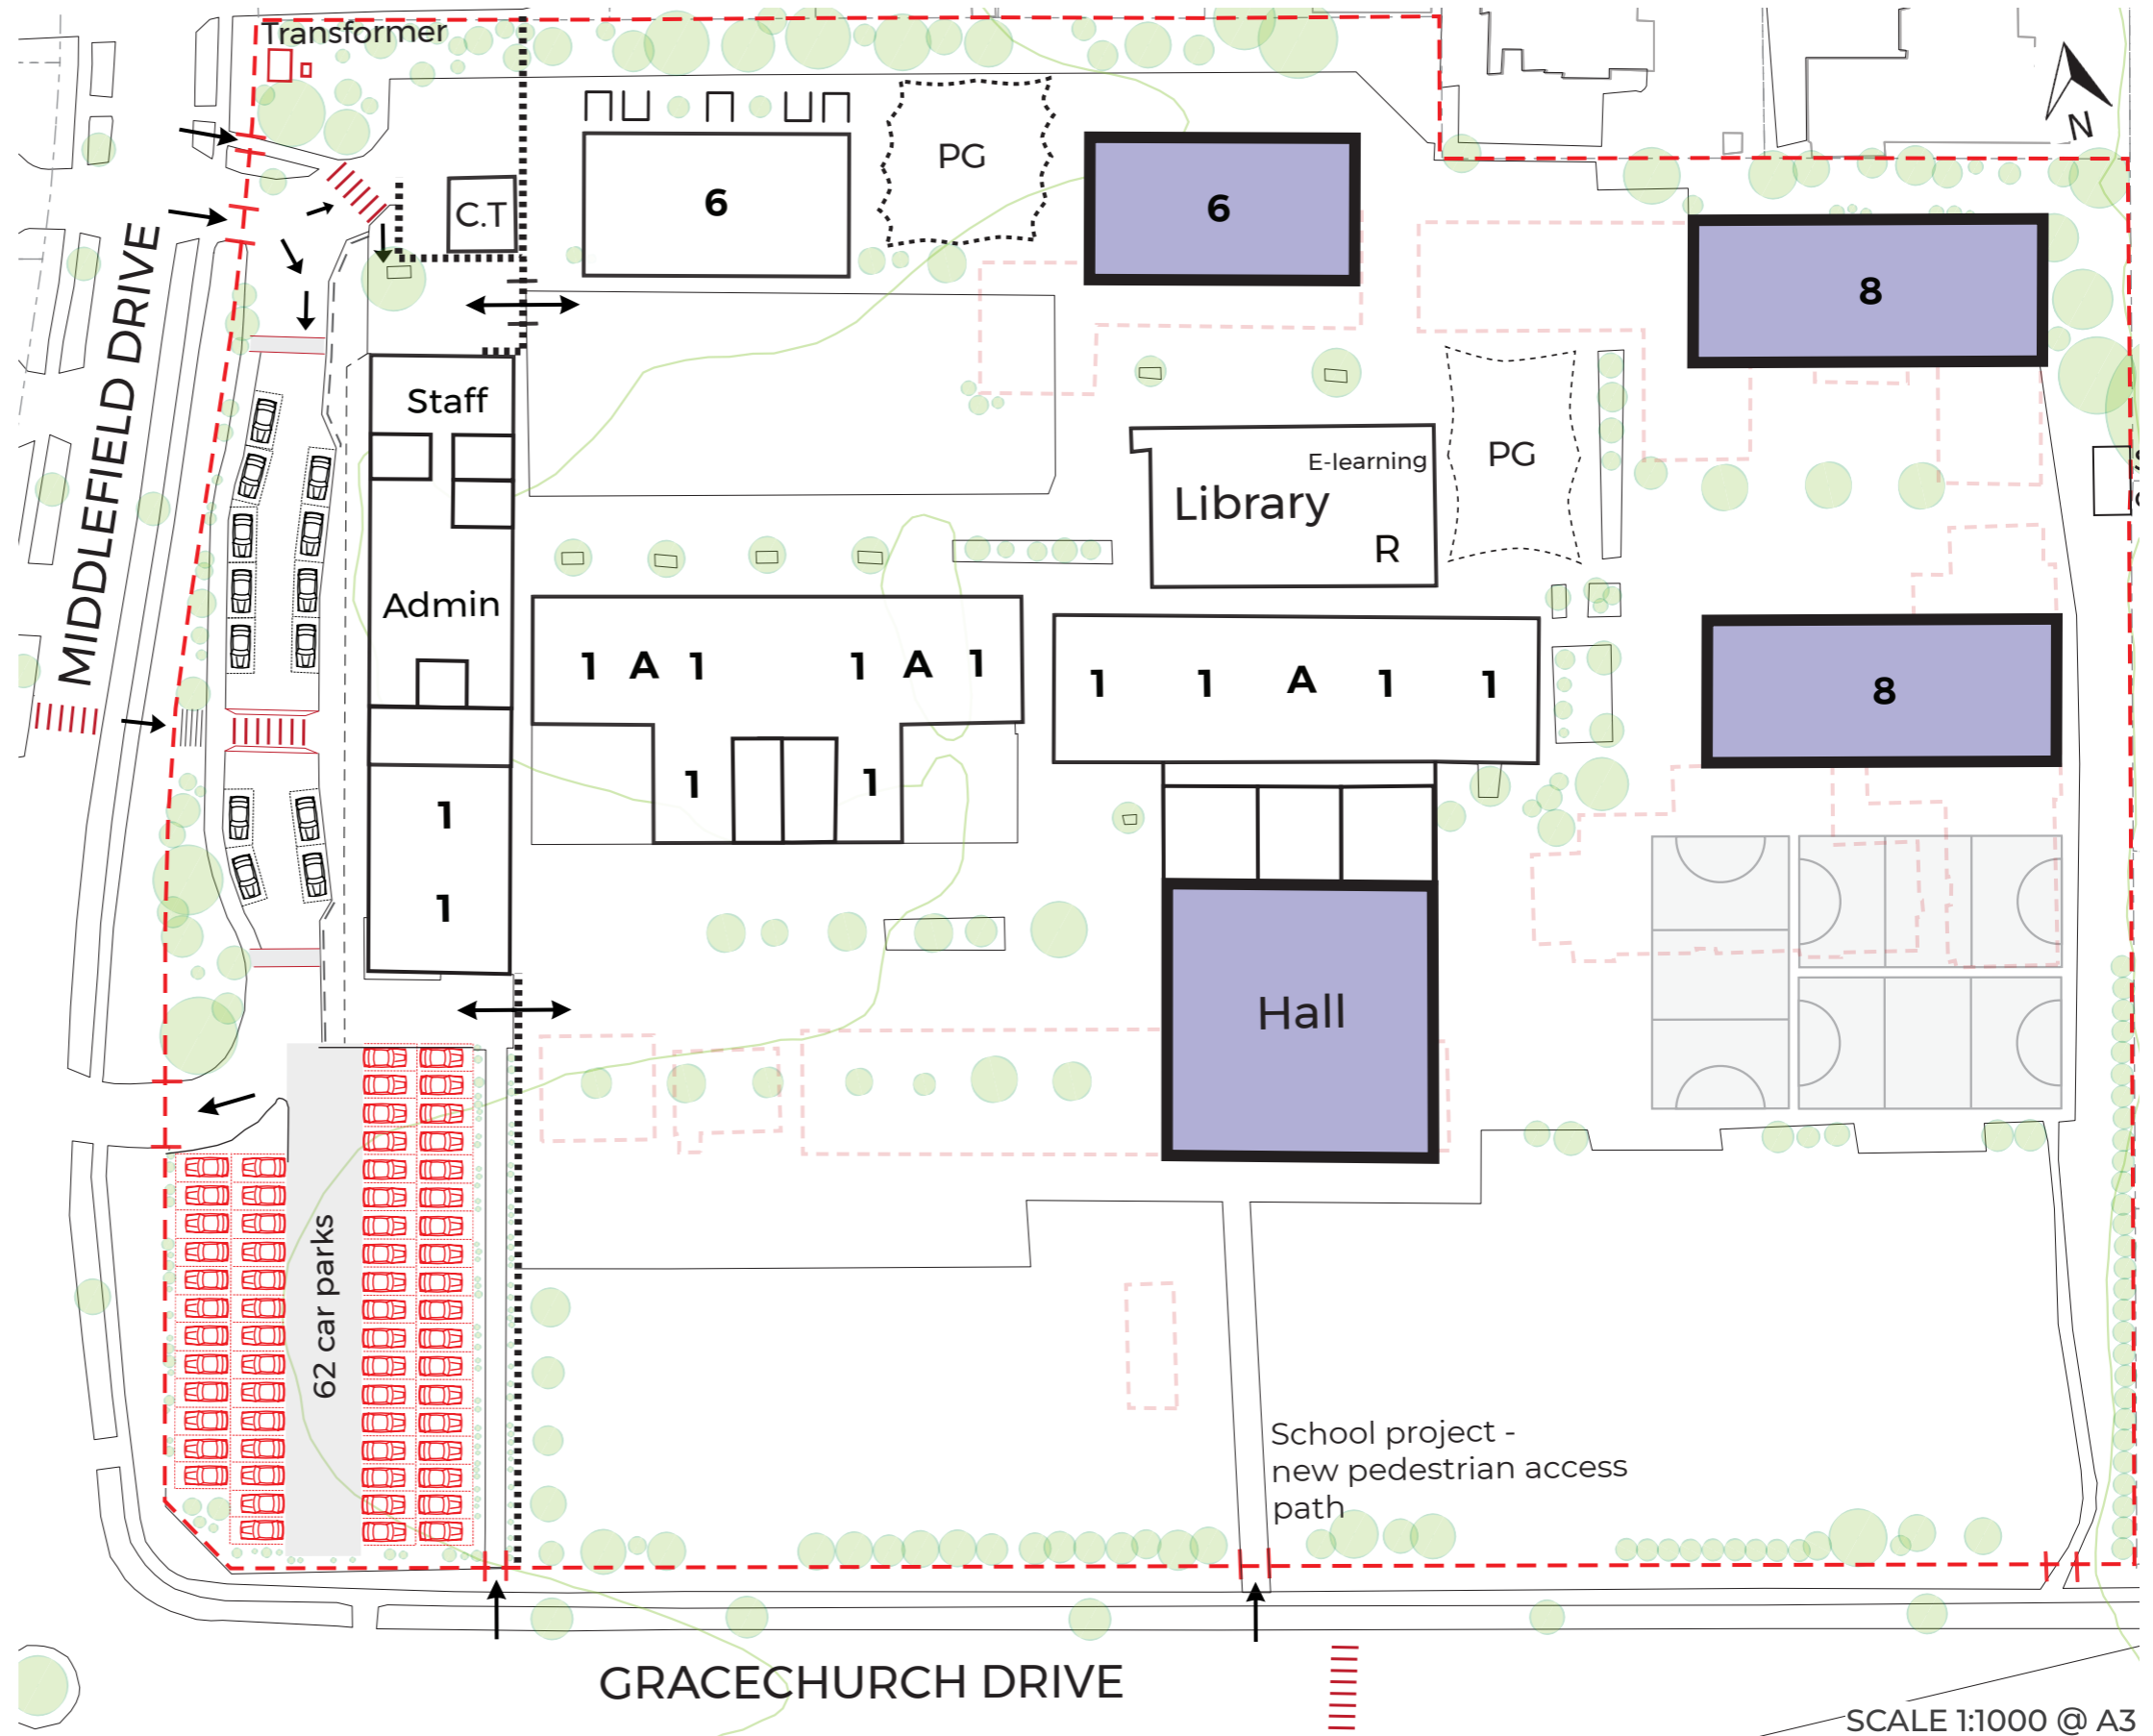 Transformer
N
PG
6
6
C.T
8
MIDDLEFIELD DRIVE
Staff
PG
E-learning
Library
R
Admin
1 A 1 1 A 1
1 1 A 1 1
8
1 1
1
1
Hall
62 car parks
School project -
new pedestrian access
path
GRACECHURCH DRIVE
SCALE 1:1000 @ A3